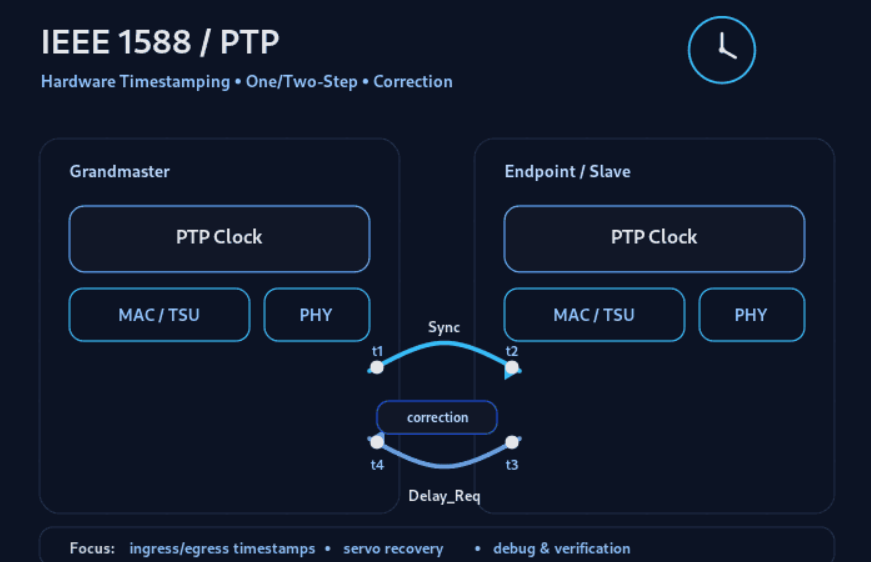 IEEE 1588 / PTP
Hardware Timestamping • One/Two-Step • Correction
Grandmaster
PTP Clock
MAC / TSU
PHY
Endpoint / Slave
PTP Clock
MAC / TSU
PHY
Sync
t1
t2
correction
t4
t3
Delay_Req
Focus: ingress/egress timestamps • servo recovery • debug & verification